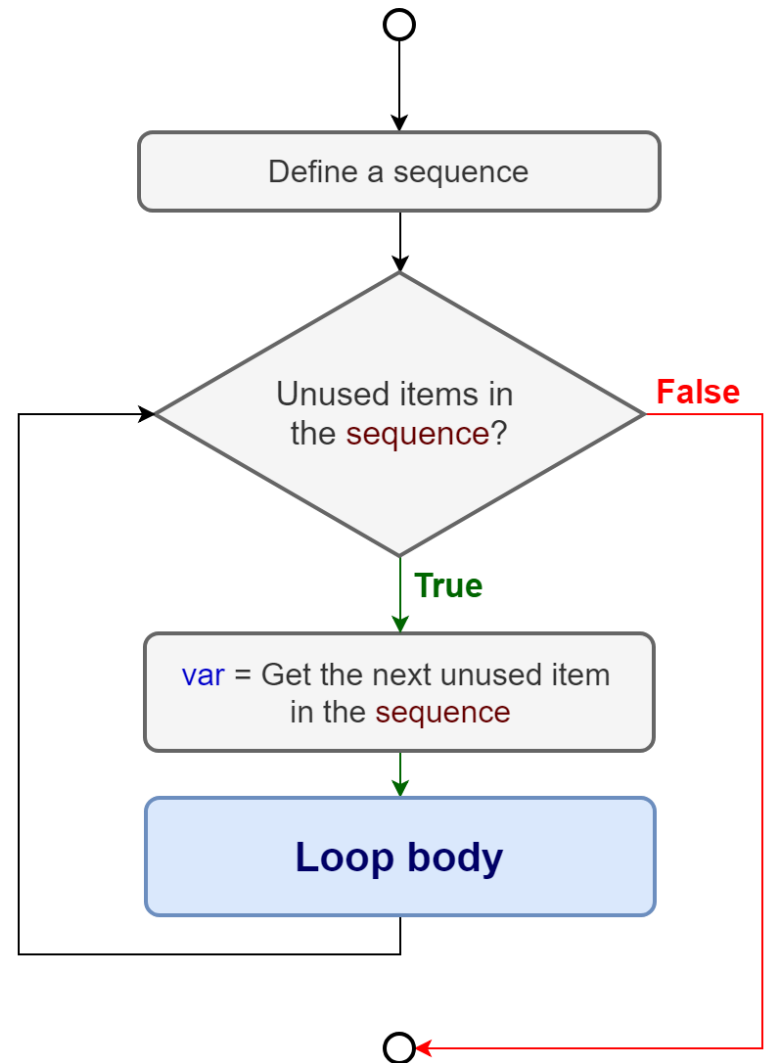 Define a sequence
Unused items in
the sequence?
False
True
var = Get the next unused item
in the sequence
Loop body